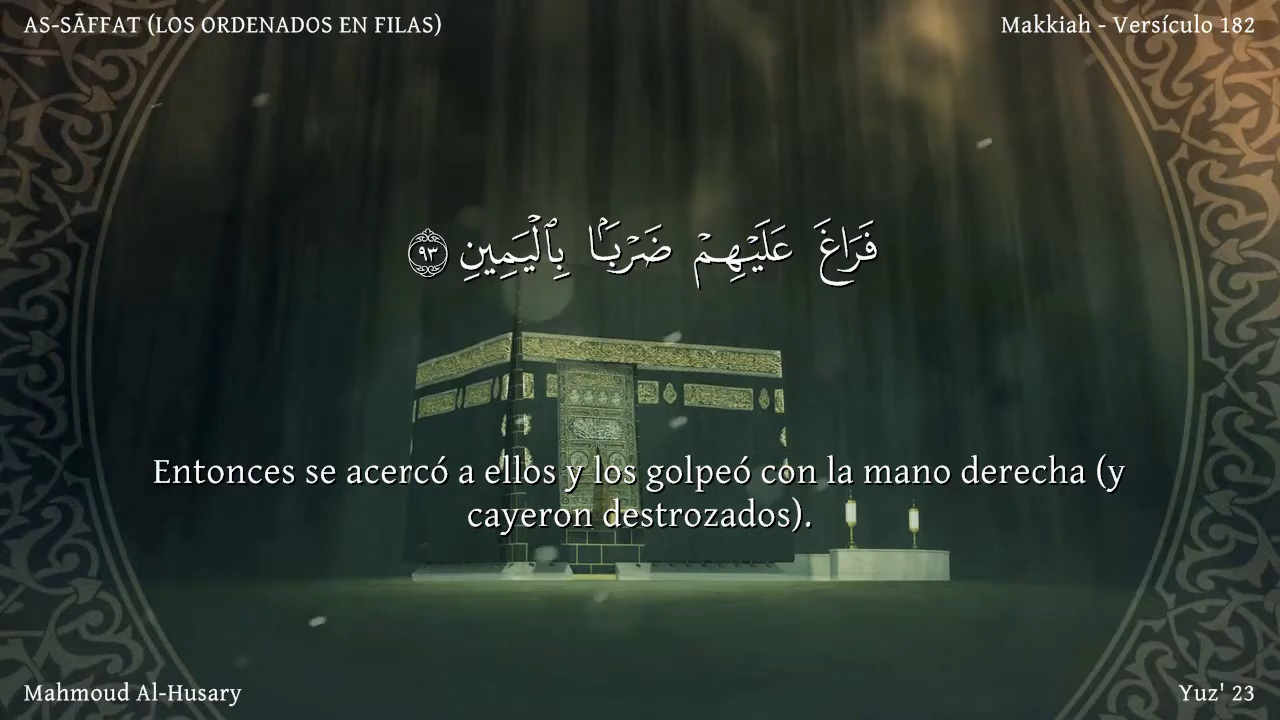 AS-SĀFFAT (LOS ORDENADOS EN FILAS)
Makkiah - Versículo 182
فَرَاغَ عَلَيۡهِمۡ ضَرۡبَۢا بِٱلۡيَمِينِ ٩٣
Entonces se acercó a ellos y los golpeó con la mano derecha (y
cayeron destrozados).
Mahmoud Al-Husary
Yuz' 23